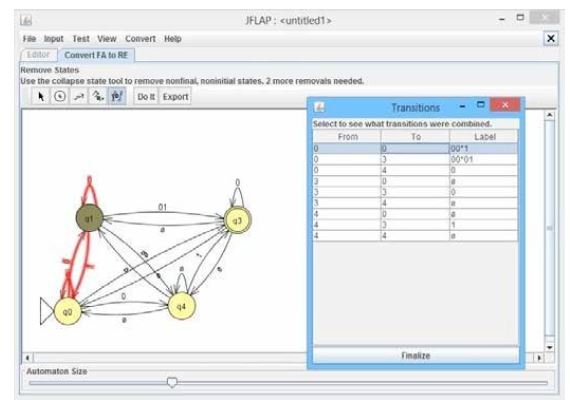 JFLAP : <untitled1>
File Input Test View Convert Help
Editor Convert FA to RE
Remove States
Use the collapse state tool to remove nonfinal, noninitial states. 2 more removals needed.
Do It Export
Transitions
Select to see what transitions were combined.
From To Label
0 0 00*1
0 3 00*01
0 4 0
3 0 ø
3 3 0
3 4 ø
4 0 ø
4 3 1
4 4 ø
Finalize
0
01
ø
q1
q3
1
ø
ø
q4
q0
0
ø
Automaton Size